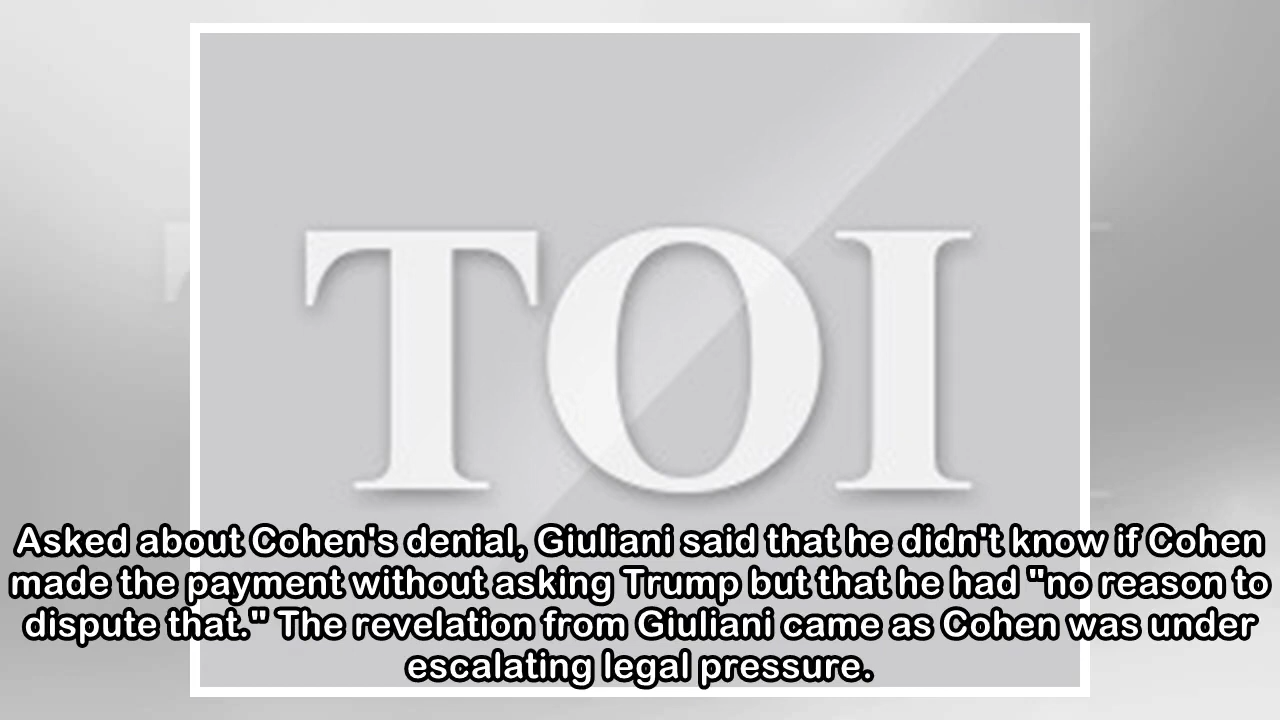 TOI
Asked about Cohen's denial, Giuliani said that he didn't know if Cohen
made the payment without asking Trump but that he had "no reason to
dispute that." The revelation from Giuliani came as Cohen was under
escalating legal pressure.